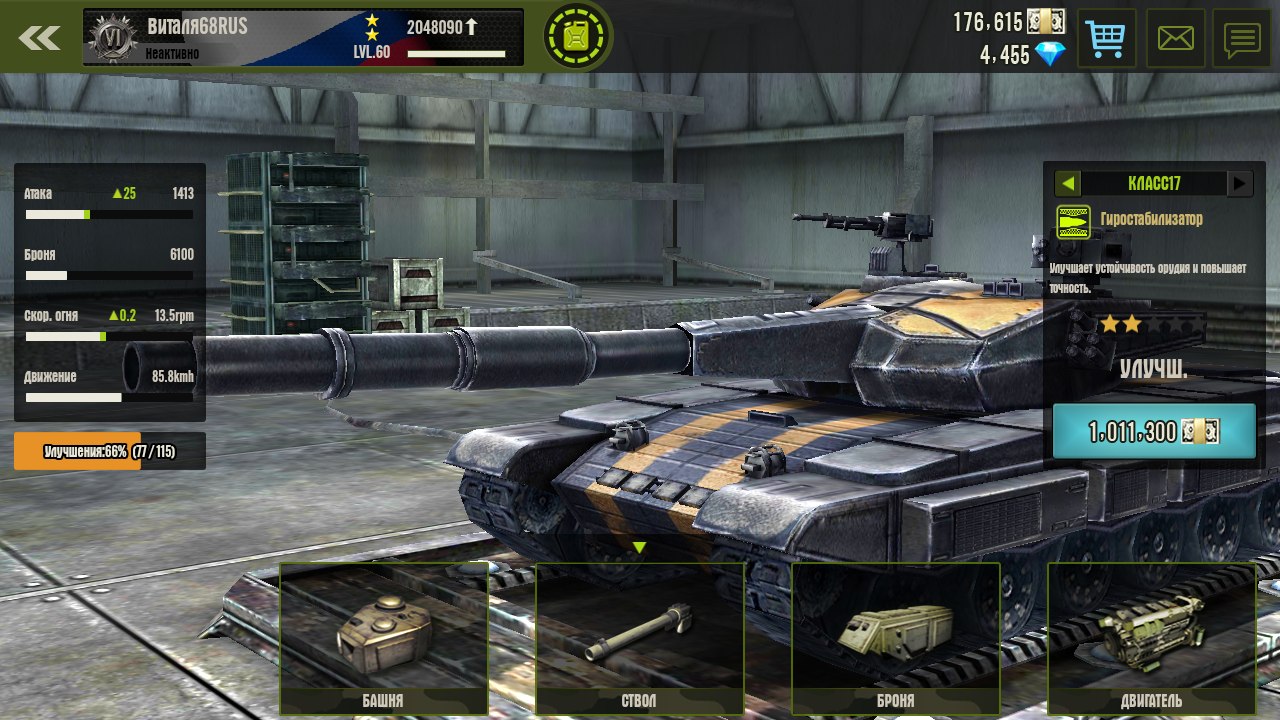 VI
Виталя68RUS
Неактивно
LVL.60
2048090
176,615
4,455
Атака 25 1413
Броня 6100
Скор. огня 0.2 13.5rpm
Движение 85.8kmh
Улучшения:66% (77 / 115)
КЛАСС17
Гиростабилизатор
Улучшает устойчивость орудия и повышает
точность.
УЛУЧШ.
1,011,300
БАШНЯ
СТВОЛ
БРОНЯ
ДВИГАТЕЛЬ